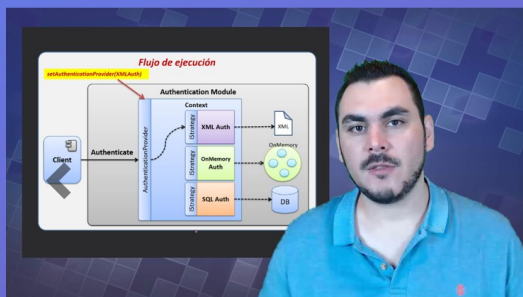 Flujo de ejecución
setAuthenticationProvider(XMLAuth)
Authentication Module
Context
Client
Authenticate
AuthenticationProvider
IStrategy
XML Auth
XML
IStrategy
OnMemory
Auth
OnMemory
IStrategy
SQL Auth
DB